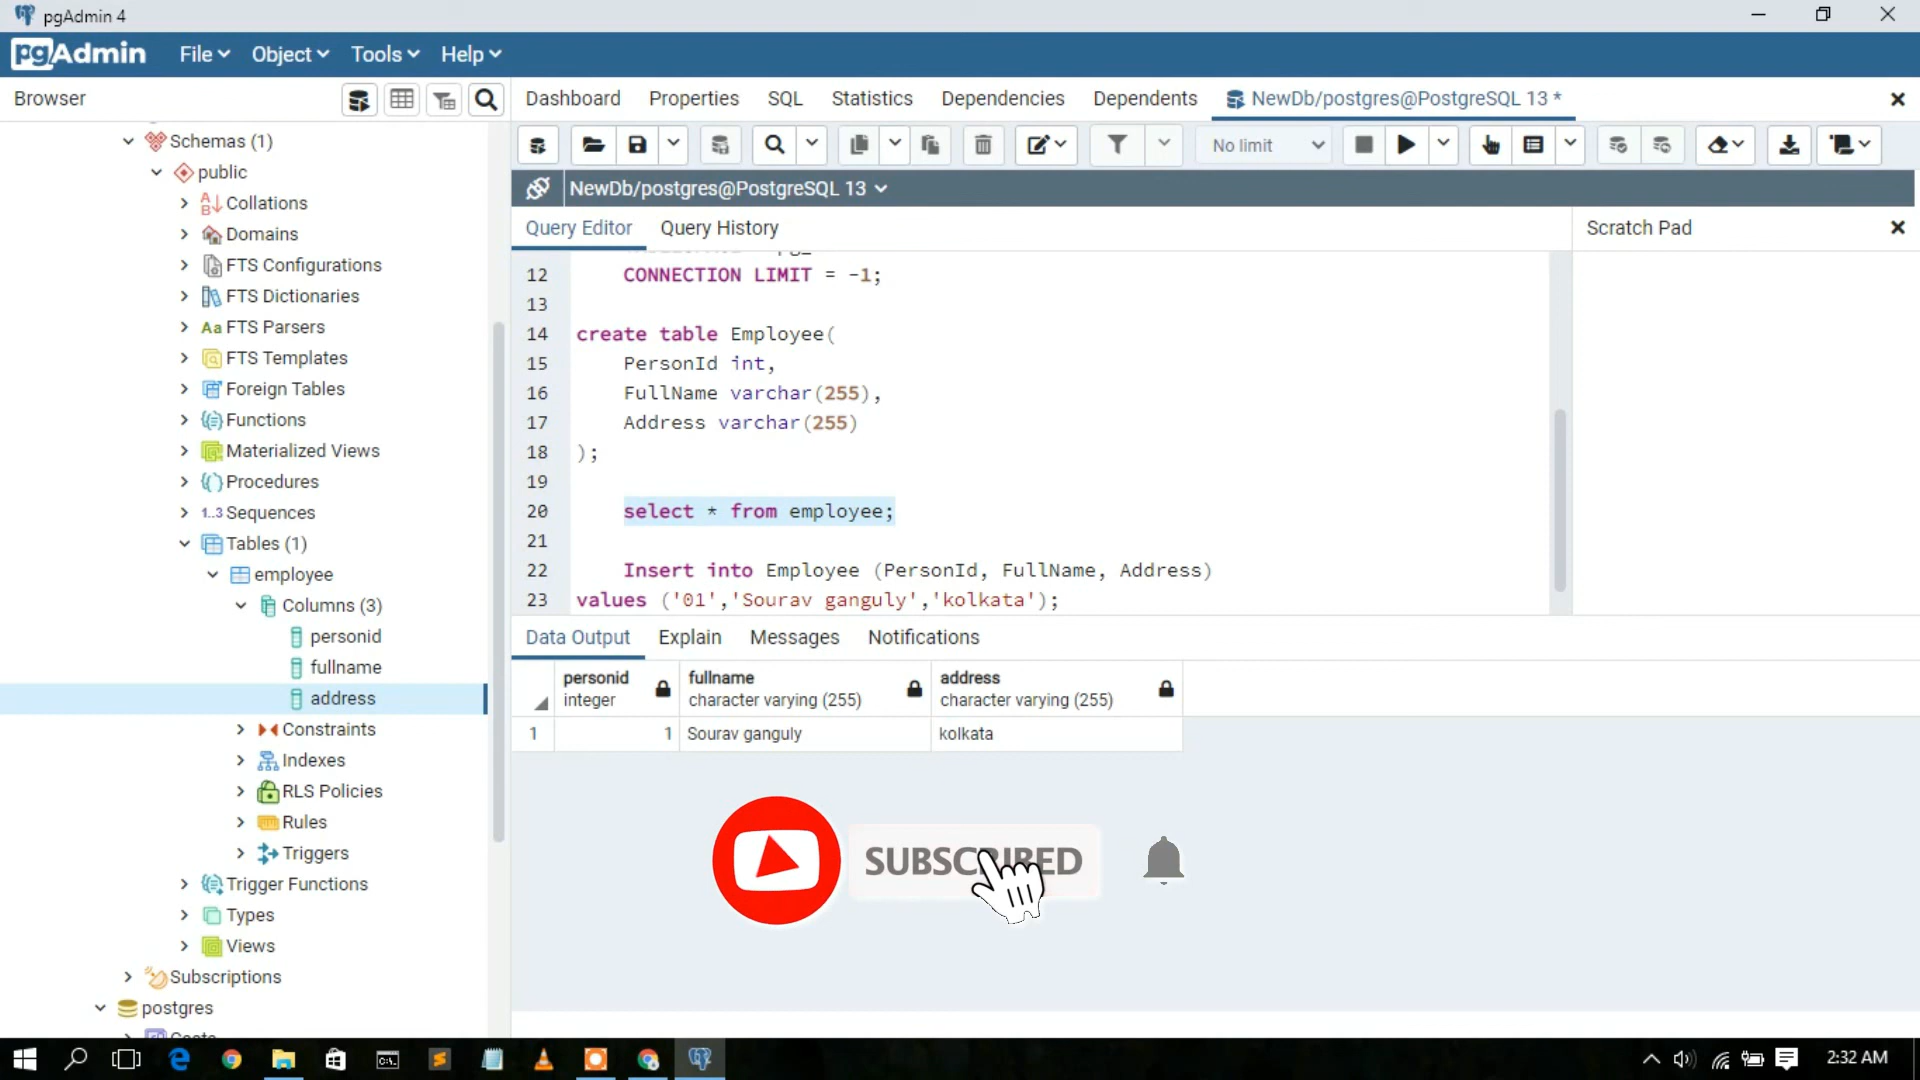 pgAdmin 4
pgAdmin File Object Tools Help
Browser
Dashboard Properties SQL Statistics Dependencies Dependents NewDb/postgres@PostgreSQL 13 *
No limit
NewDb/postgres@PostgreSQL 13
Query Editor Query History
Scratch Pad
Schemas (1)
public
Collations
Domains
FTS Configurations
FTS Dictionaries
Aa FTS Parsers
FTS Templates
Foreign Tables
Functions
Materialized Views
Procedures
1..3 Sequences
Tables (1)
employee
Columns (3)
personid
fullname
address
Constraints
Indexes
RLS Policies
Rules
Triggers
Trigger Functions
Types
Views
Subscriptions
postgres
12 CONNECTION LIMIT = -1;
13
14 create table Employee(
15 PersonId int,
16 FullName varchar(255),
17 Address varchar(255)
18 );
19
20 select * from employee;
21
22 Insert into Employee (PersonId, FullName, Address)
23 values ('01','Sourav ganguly','kolkata');
Data Output Explain Messages Notifications
personid fullname address
integer character varying (255) character varying (255)
1 1 Sourav ganguly kolkata
SUBSCRIBED
2:32 AM